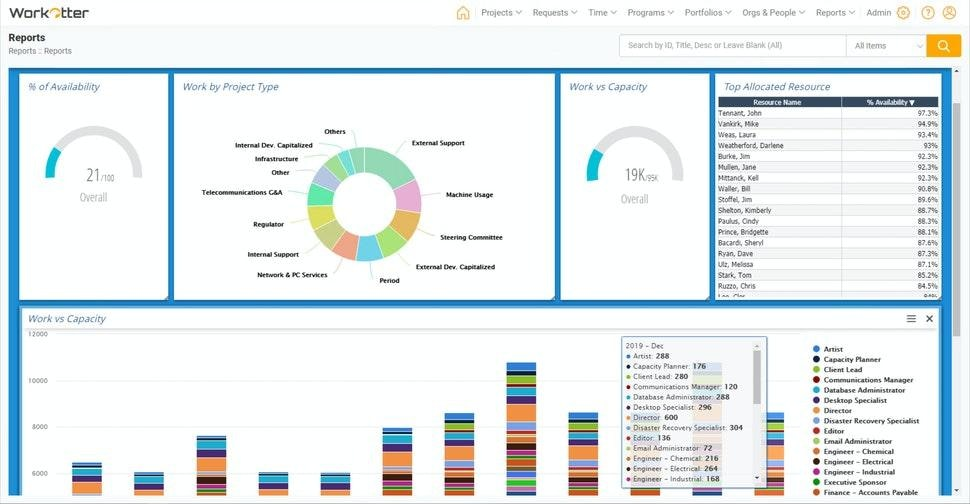 Workotter
Projects Requests Time Programs Portfolios Orgs & People Reports Admin
Reports
Reports :: Reports
Search by ID, Title, Desc or Leave Blank (All) All Items
% of Availability
21/100
Overall
Work by Project Type
Others
External Support
Internal Dev. Capitalized
Infrastructure
Other
Machine Usage
Telecommunications G&A
Regulator
Steering Committee
Internal Support
External Dev. Capitalized
Network & PC Services
Period
Work vs Capacity
19K/95K
Overall
Top Allocated Resource
Resource Name % Availability ▼
Tennant, John 97.3%
Vankirk, Mike 94.9%
Weas, Laura 93.4%
Weatherford, Darlene 93%
Burke, Jim 92.3%
Mullen, Jane 92.3%
Mittanck, Kell 92.3%
Waller, Bill 90.8%
Stoffel, Jim 89.6%
Shelton, Kimberly 88.7%
Paulus, Cindy 88.3%
Prince, Bridgette 88.1%
Bacardi, Sheryl 87.6%
Ryan, Dave 87.3%
Ulz, Melissa 87.1%
Stark, Tom 85.2%
Ruzzo, Chris 84.5%
Work vs Capacity
12000
10000
8000
6000
2019 - Dec
Artist: 288
Capacity Planner: 176
Client Lead: 280
Communications Manager: 120
Database Administrator: 288
Desktop Specialist: 296
Director: 600
Disaster Recovery Specialist: 304
Editor: 136
Email Administrator: 72
Engineer - Chemical: 216
Engineer - Electrical: 264
Engineer - Industrial: 168
Artist
Capacity Planner
Client Lead
Communications Manager
Database Administrator
Desktop Specialist
Director
Disaster Recovery Specialist
Editor
Email Administrator
Engineer - Chemical
Engineer - Electrical
Engineer - Industrial
Executive Sponsor
Finance - Accounts Payable